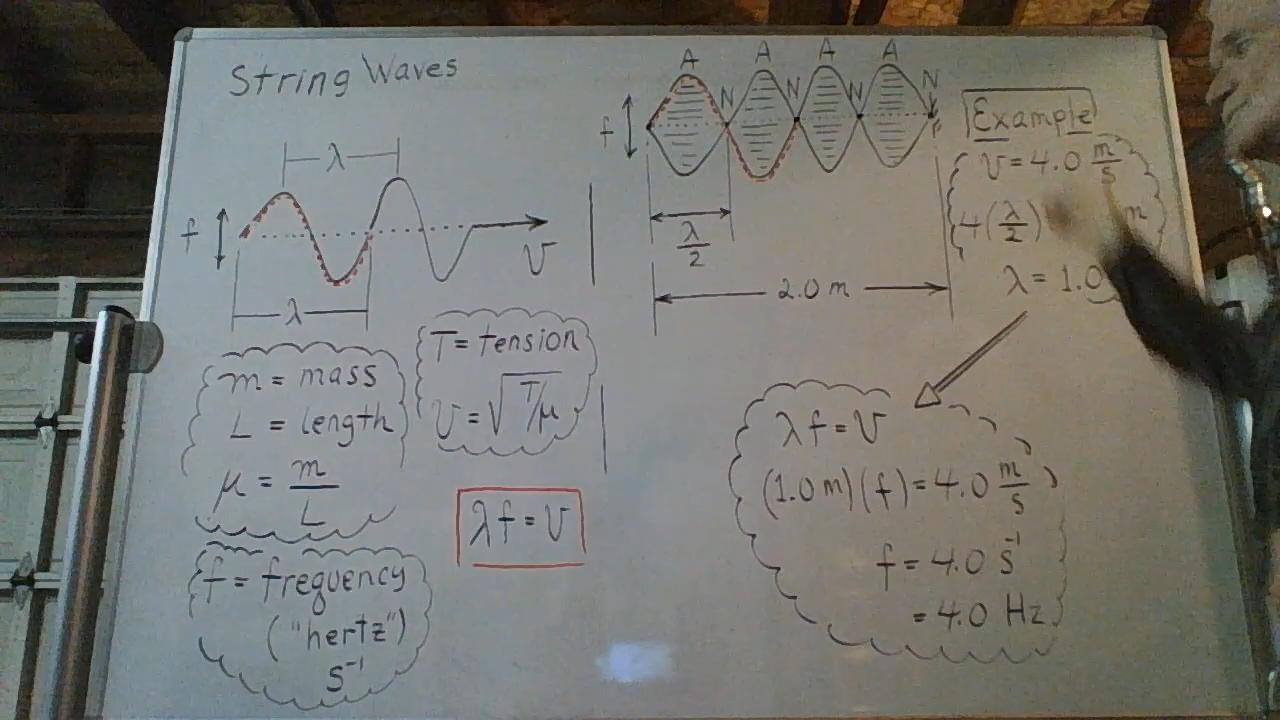 String Waves
λ
f
v
λ
m = mass
L = length
μ = m/L
T = tension
v = √T/μ
f = frequency
("hertz")
s⁻¹
λf = v
A A A A
N N N N
f
λ/2
2.0 m
Example
v = 4.0 m/s
4(λ/2) m
λ = 1.0
λf = v
(1.0 m)(f) = 4.0 m/s
f = 4.0 s⁻¹
= 4.0 Hz